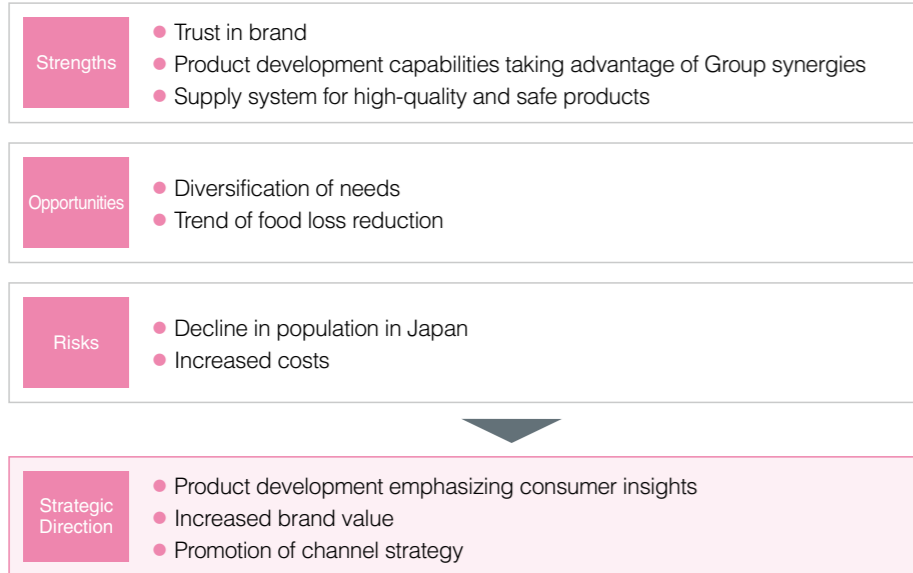 Strengths
● Trust in brand
● Product development capabilities taking advantage of Group synergies
● Supply system for high-quality and safe products
Opportunities
● Diversification of needs
● Trend of food loss reduction
Risks
● Decline in population in Japan
● Increased costs
Strategic
Direction
● Product development emphasizing consumer insights
● Increased brand value
● Promotion of channel strategy